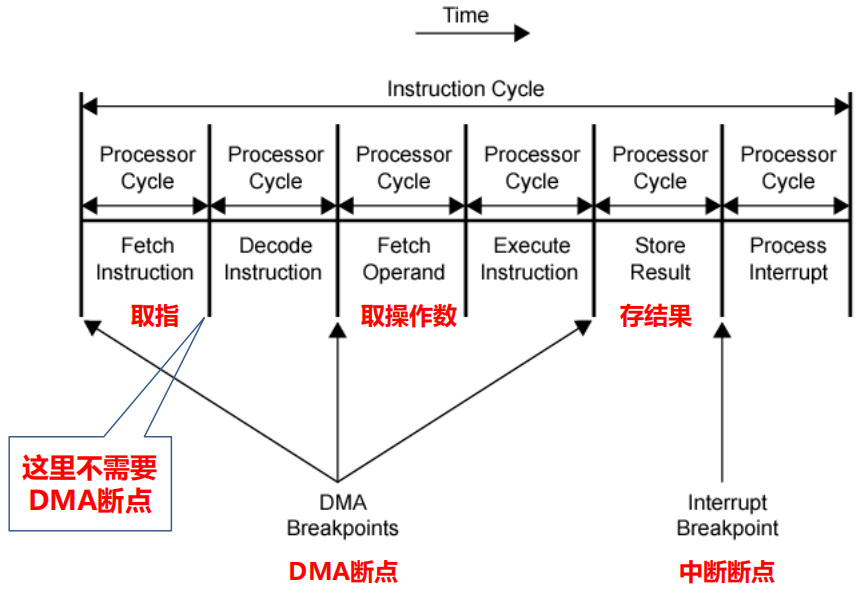 Time
Instruction Cycle
Processor Cycle
Processor Cycle
Processor Cycle
Processor Cycle
Processor Cycle
Processor Cycle
Fetch Instruction
Decode Instruction
Fetch Operand
Execute Instruction
Store Result
Process Interrupt
取指
取操作数
存结果
这里不需要
DMA断点
DMA
Breakpoints
DMA断点
Interrupt
Breakpoint
中断断点